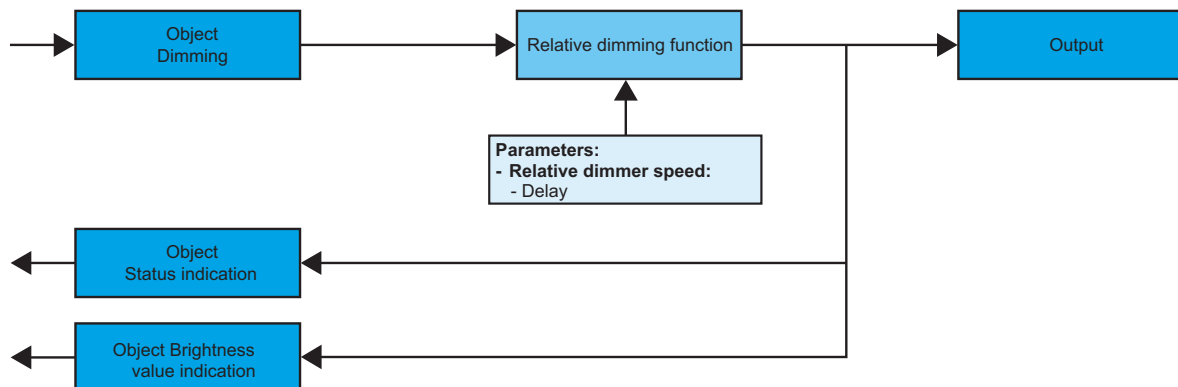 Object
Dimming
Relative dimming function
Output
Parameters:
- Relative dimmer speed:
- Delay
Object
Status indication
Object Brightness
value indication